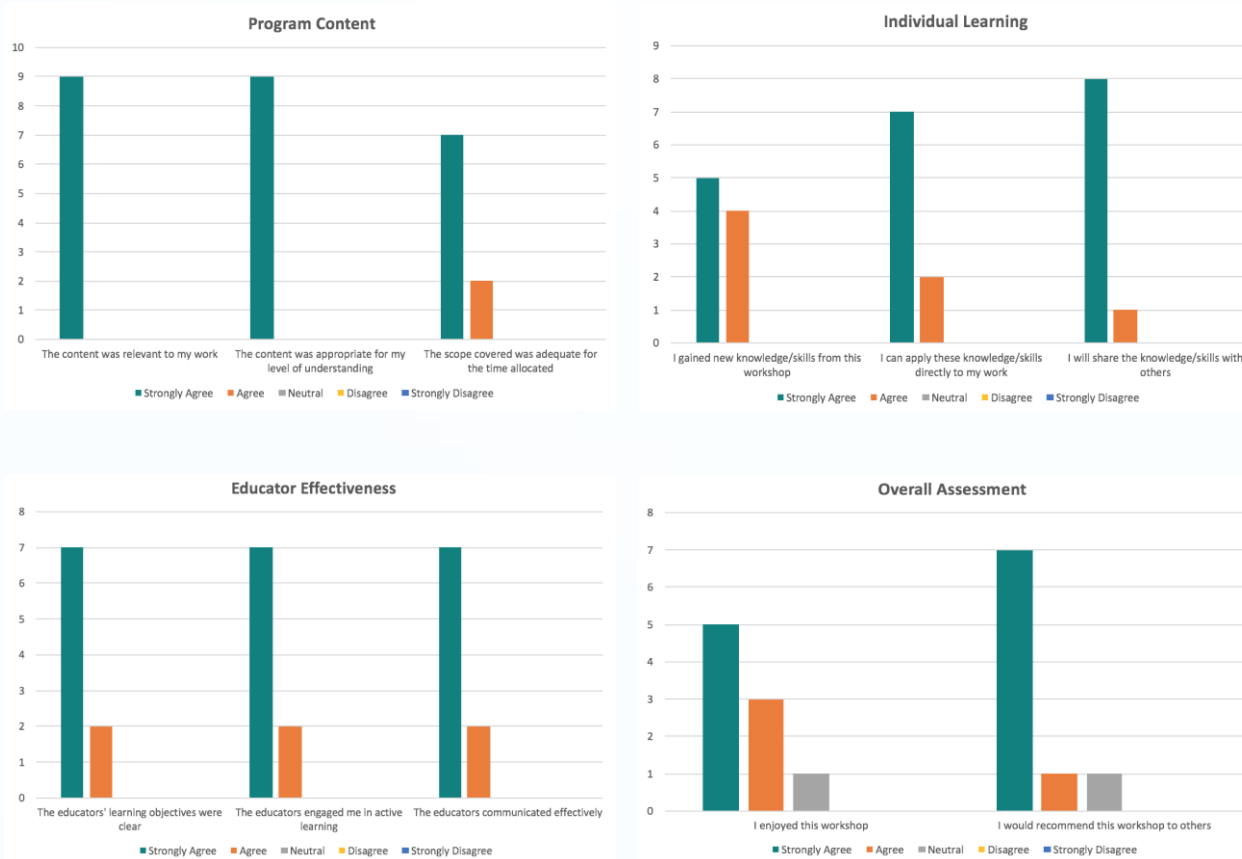 Program Content
10
9
8
7
6
5
4
3
2
1
0
The content was relevant to my work
The content was appropriate for my
level of understanding
The scope covered was adequate for
the time allocated
Strongly Agree Agree Neutral Disagree Strongly Disagree
Individual Learning
9
8
7
6
5
4
3
2
1
0
I gained new knowledge/skills from this
workshop
I can apply these knowledge/skills
directly to my work
I will share the knowledge/skills with
others
Strongly Agree Agree Neutral Disagree Strongly Disagree
Educator Effectiveness
8
7
6
5
4
3
2
1
0
The educators' learning objectives were
clear
The educators engaged me in active
learning
The educators communicated effectively
Strongly Agree Agree Neutral Disagree Strongly Disagree
Overall Assessment
8
7
6
5
4
3
2
1
0
I enjoyed this workshop
I would recommend this workshop to others
Strongly Agree Agree Neutral Disagree Strongly Disagree